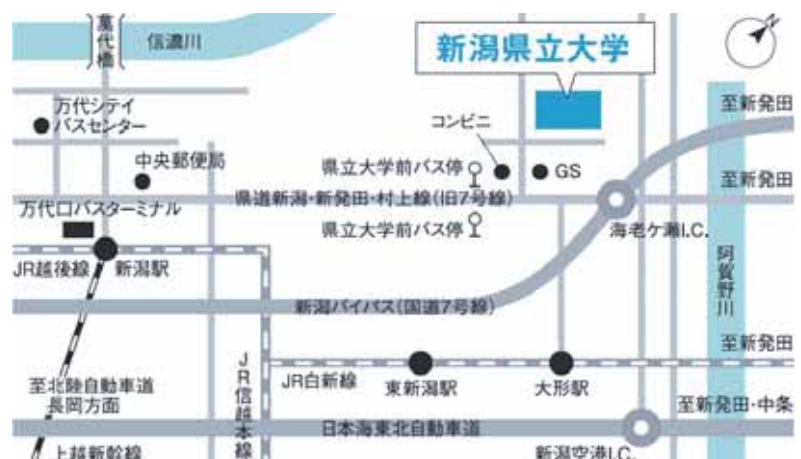 萬代橋
信濃川
新潟県立大学
万代シテイ
バスセンター
コンビニ
至新発田
中央郵便局
県立大学前バス停
GS
至新発田
県道新潟・新発田・村上線(旧7号線)
万代口バスターミナル
県立大学前バス停
海老ケ瀬I.C.
JR越後線
新潟駅
阿賀野川
新潟バイパス(国道7号線)
至新発田
JR信越本線
JR白新線
東新潟駅
大形駅
至北陸自動車道
長岡方面
至新発田・中条
日本海東北自動車道
上越新幹線
新潟空港I.C.